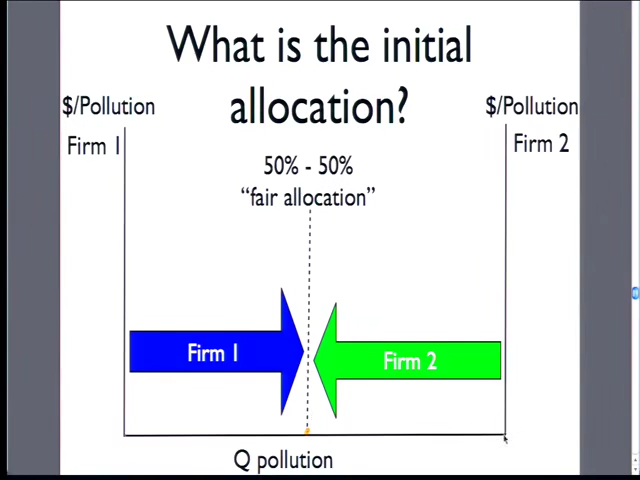 What is the initial
allocation?
$/Pollution
Firm 1
$/Pollution
Firm 2
50% - 50%
“fair allocation”
Firm 1
Firm 2
Q pollution